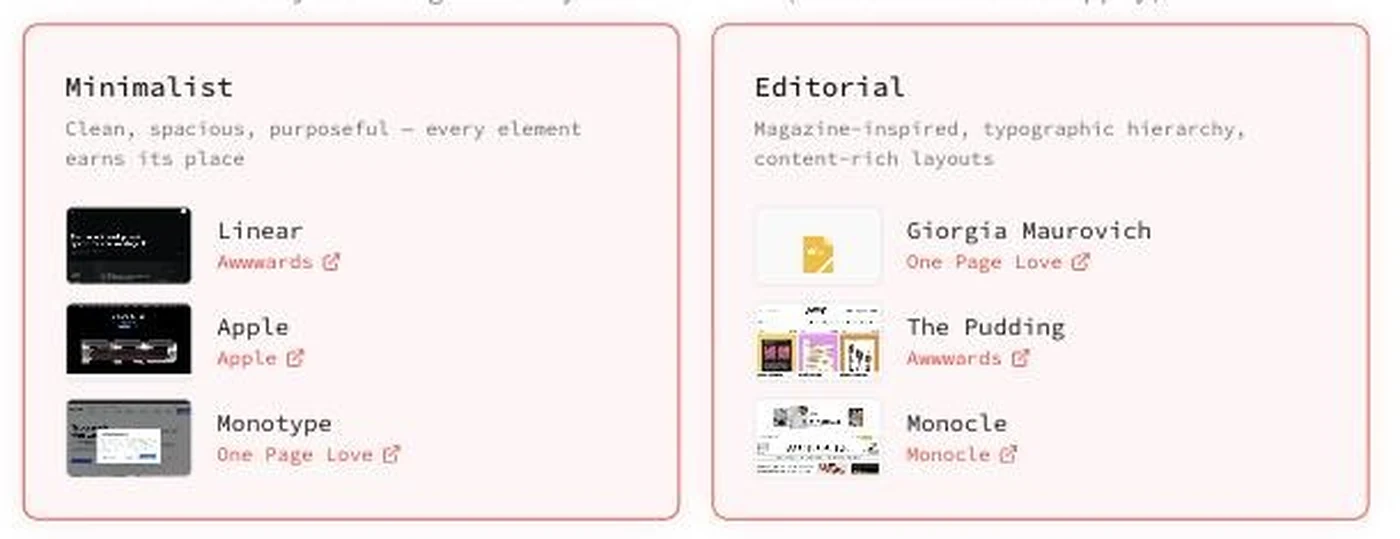 Minimalist
Clean, spacious, purposeful — every element
earns its place
Linear
Awwwards
Apple
Apple
Monotype
One Page Love
Editorial
Magazine-inspired, typographic hierarchy,
content-rich layouts
Giorgia Maurovich
One Page Love
The Pudding
Awwwards
Monocle
Monocle